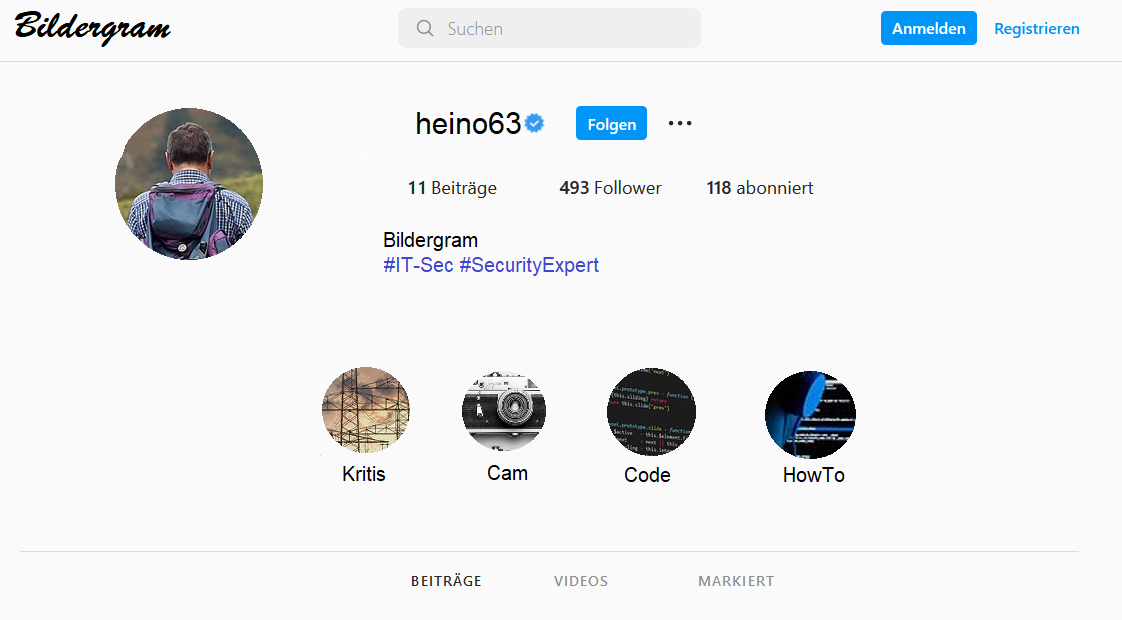 Bildergram
Suchen
Anmelden
Registrieren
heino63
Folgen
11 Beiträge
493 Follower
118 abonniert
Bildergram
#IT-Sec #SecurityExpert
Kritis
Cam
Code
HowTo
BEITRÄGE
VIDEOS
MARKIERT